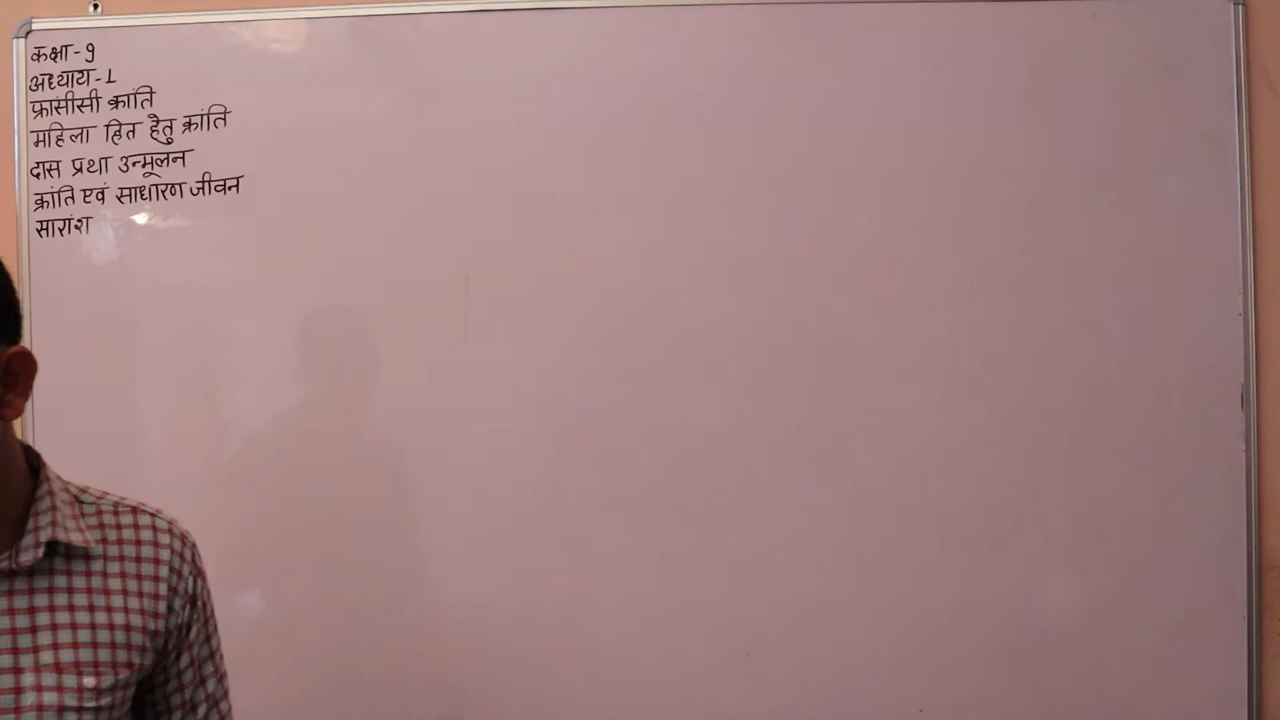 कक्षा-9
अध्याय-1
फ्रांसीसी क्रांति
महिला हित हेतु क्रांति
दास प्रथा उन्मूलन
क्रांति एवं साधारण जीवन
सारांश